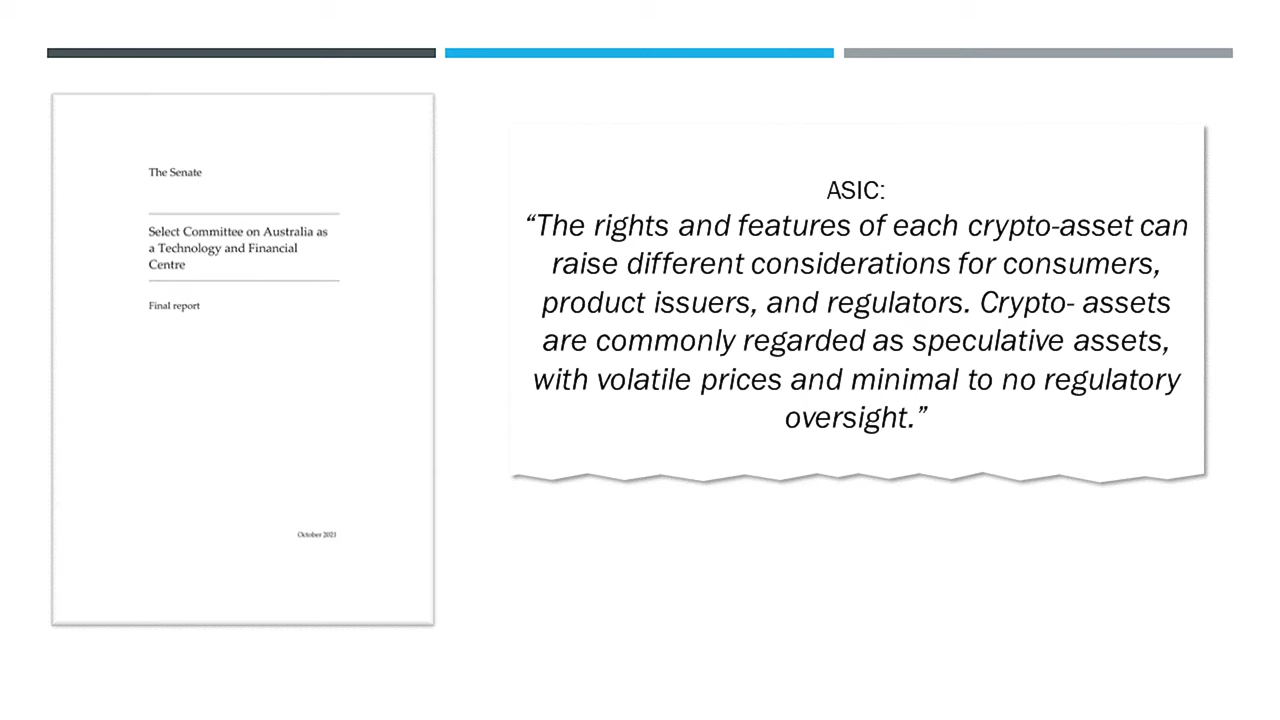 The Senate
Select Committee on Australia as
a Technology and Financial
Centre
Final report
October 2021
ASIC:
“The rights and features of each crypto-asset can
raise different considerations for consumers,
product issuers, and regulators. Crypto- assets
are commonly regarded as speculative assets,
with volatile prices and minimal to no regulatory
oversight.”